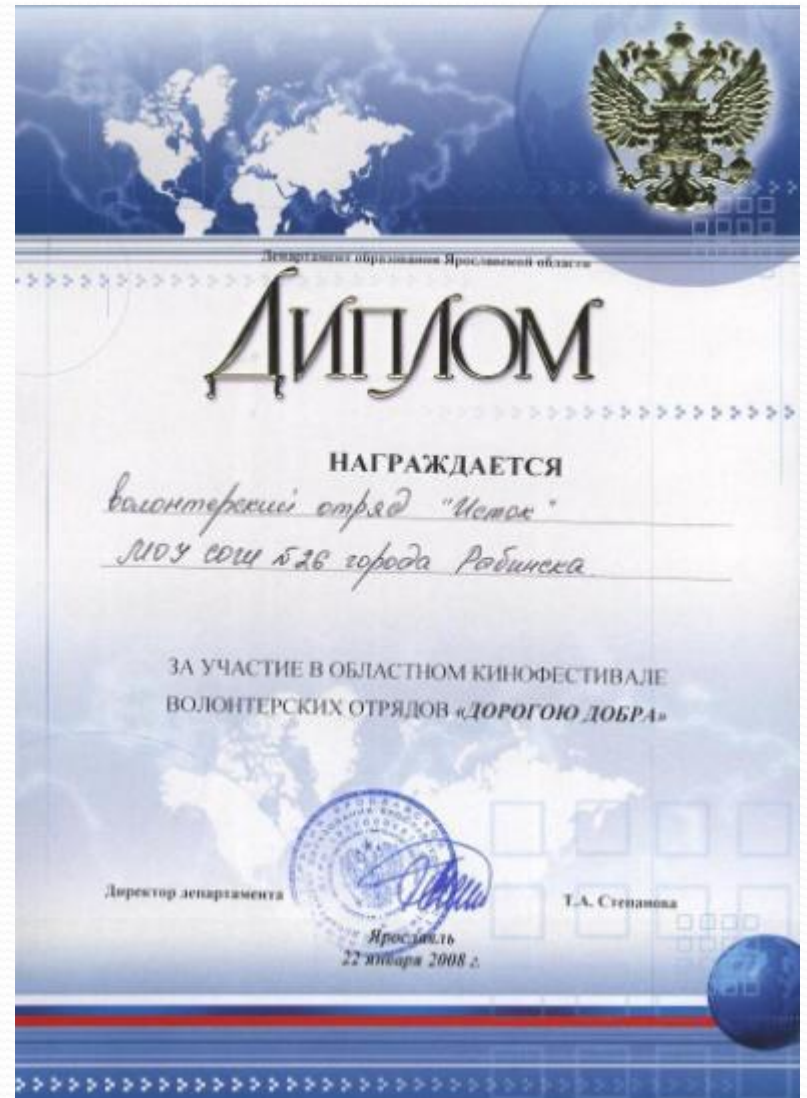 Департамент образования Ярославской области
ДИПЛОМ
НАГРАЖДАЕТСЯ
волонтерский отряд "Исток"
МОУ сош №26 города Рабинска
ЗА УЧАСТИЕ В ОБЛАСТНОМ КИНОФЕСТИВАЛЕ
ВОЛОНТЕРСКИХ ОТРЯДОВ «ДОРОГОЮ ДОБРА»
Директор департамента Т.А. Степанова
Ярославль
22 января 2008 г.